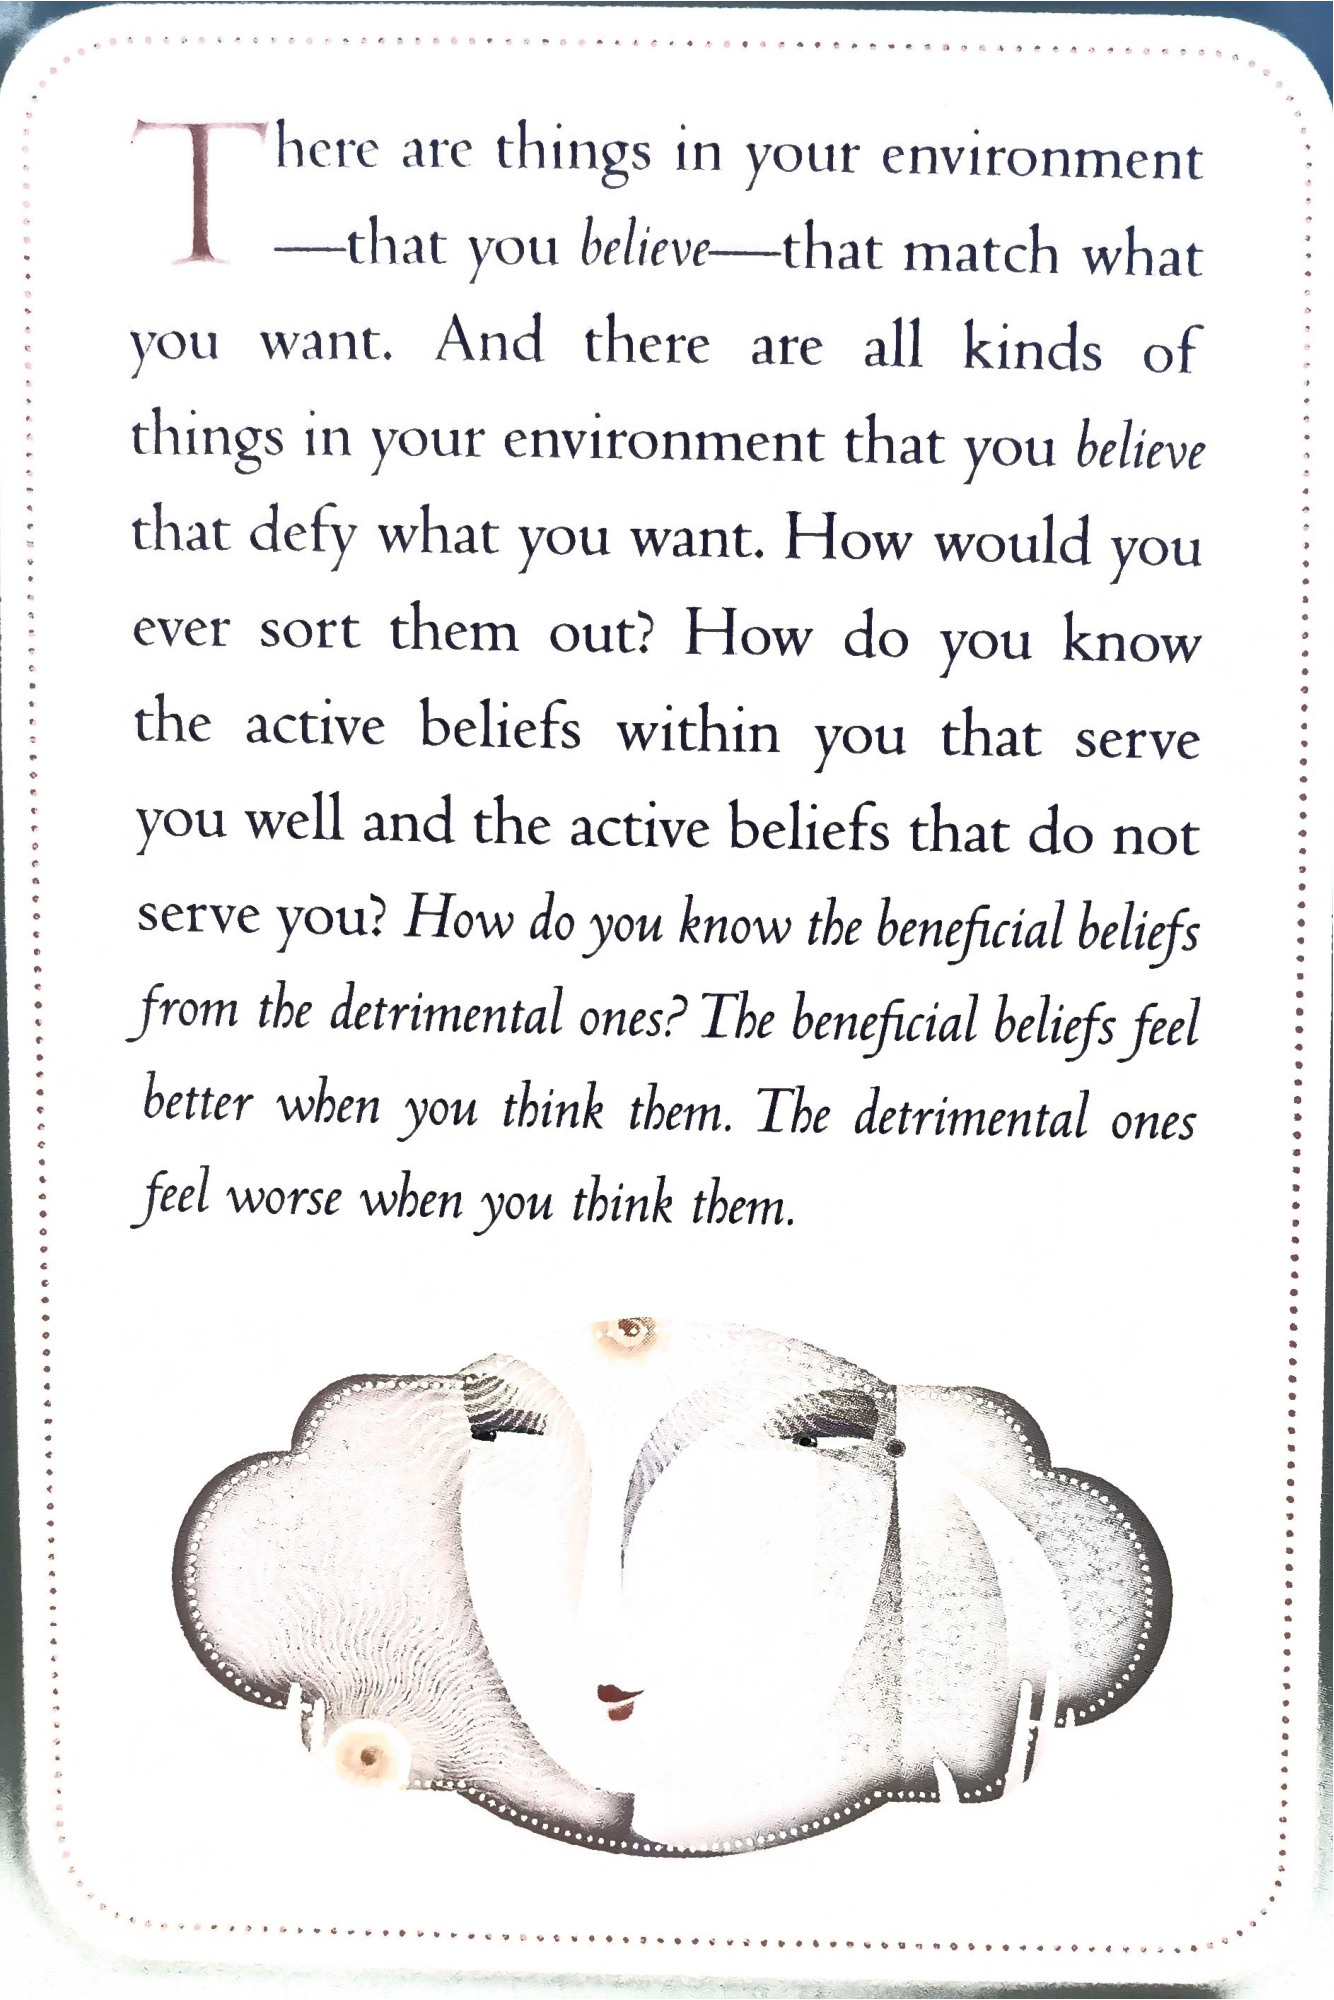 There are things in your environment
—that you believe—that match what
you want. And there are all kinds of
things in your environment that you believe
that defy what you want. How would you
ever sort them out? How do you know
the active beliefs within you that serve
you well and the active beliefs that do not
serve you? How do you know the beneficial beliefs
from the detrimental ones? The beneficial beliefs feel
better when you think them. The detrimental ones
feel worse when you think them.